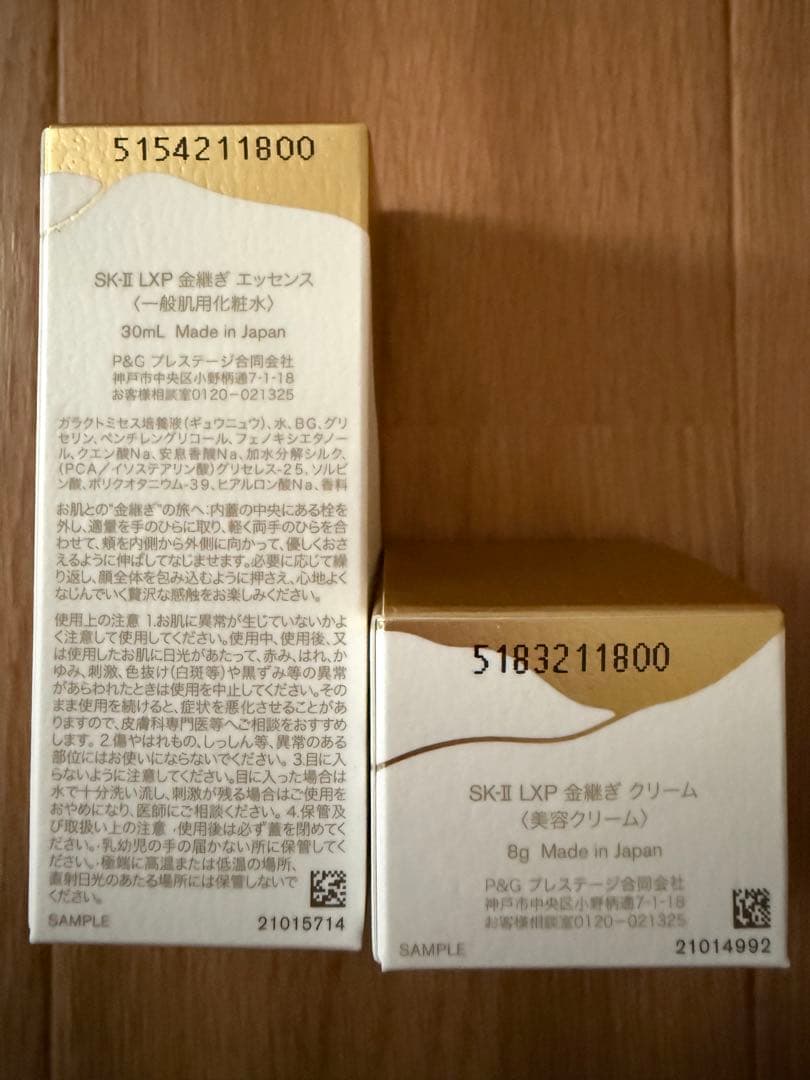 5154211800
SK-II LXP 金継ぎ エッセンス
〈一般肌用化粧水〉
30mL Made in Japan
P&G プレステージ合同会社
神戸市中央区小野柄通7-1-18
お客様相談室0120-021325
ガラクトミセス培養液(ギュウニュウ)、水、BG、グリ
セリン、ペンチレングリコール、フェノキシエタノー
ル、クエン酸Na、安息香酸Na、加水分解シルク、
(PCA/イソステアリン酸)グリセレス-25、ソルビ
ン酸、ポリクオタニウム-39、ヒアルロン酸Na、香料
お肌との"金継ぎ"の旅へ:内蓋の中央にある栓を
外し、適量を手のひらに取り、軽く両手のひらを合
わせて、頬を内側から外側に向かって、優しくおさ
えるように伸ばしてなじませます。必要に応じて繰
り返し、顔全体を包み込むように押さえ、心地よく
なじんでいく贅沢な感触をお楽しみください。
使用上の注意 1.お肌に異常が生じていないかよ
く注意して使用してください。使用中、使用後、又
は使用したお肌に日光があたって、赤み、はれ、か
ゆみ、刺激、色抜け(白斑等)や黒ずみ等の異常
があらわれたときは使用を中止してください。その
まま使用を続けると、症状を悪化させることがあ
りますので、皮膚科専門医等へご相談をおすすめ
します。2.傷やはれもの、しっしん等、異常のある
部位にはお使いにならないでください。3.目に入
らないように注意してください。目に入った場合は
水で十分洗い流し、刺激が残る場合はご使用を
おやめになり、医師にご相談ください。4.保管及
び取扱い上の注意 ・使用後は必ず蓋を閉めてく
ださい。・乳幼児の手の届かない所に保管してく
ださい。・極端に高温または低温の場所、
直射日光のあたる場所には保管しないで
ください。
SAMPLE 21015714
5183211800
SK-II LXP 金継ぎ クリーム
〈美容クリーム〉
8g Made in Japan
P&G プレステージ合同会社
神戸市中央区小野柄通7-1-18
お客様相談室0120-021325
SAMPLE 21014992